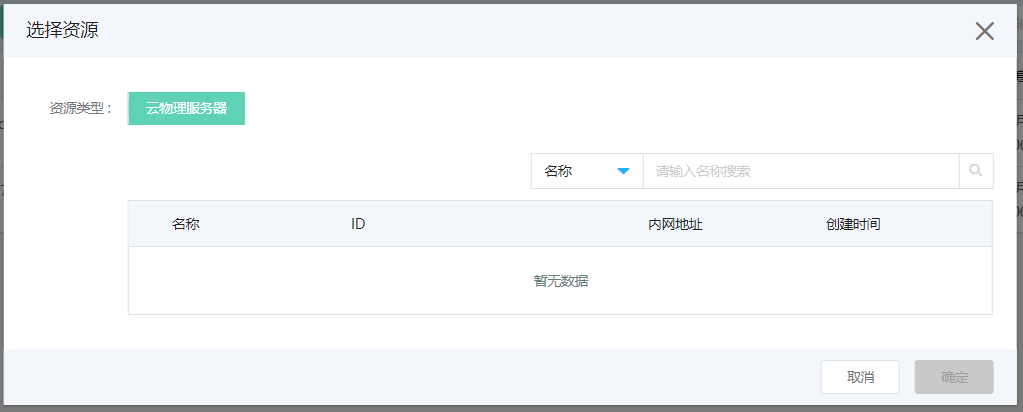 选择资源
资源类型：
云物理服务器
名称
请输入名称搜索
名称 ID 内网地址 创建时间
暂无数据
取消 确定